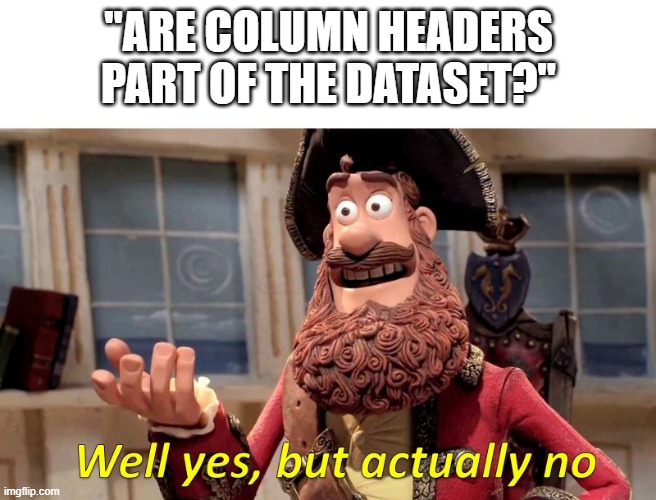 "ARE COLUMN HEADERS
PART OF THE DATASET?"
Well yes, but actually no
imgflip.com